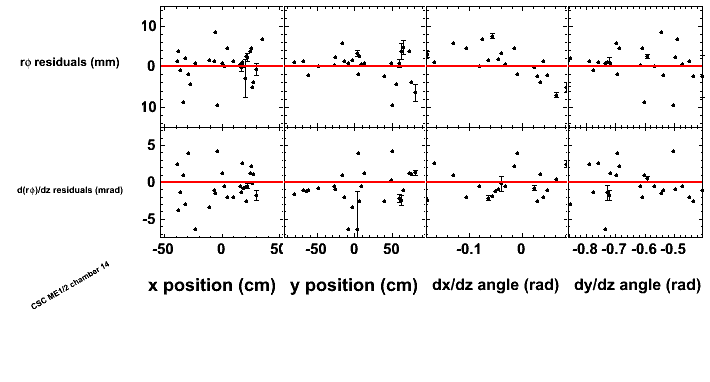 10
rφ residuals (mm)
0
10
5
d(rφ)/dz residuals (mrad)
0
-5
-50 0 50 -50 0 50 -0.1 0 -0.8 -0.7 -0.6 -0.5
x position (cm) y position (cm) dx/dz angle (rad) dy/dz angle (rad)
CSC ME1/2 chamber 14